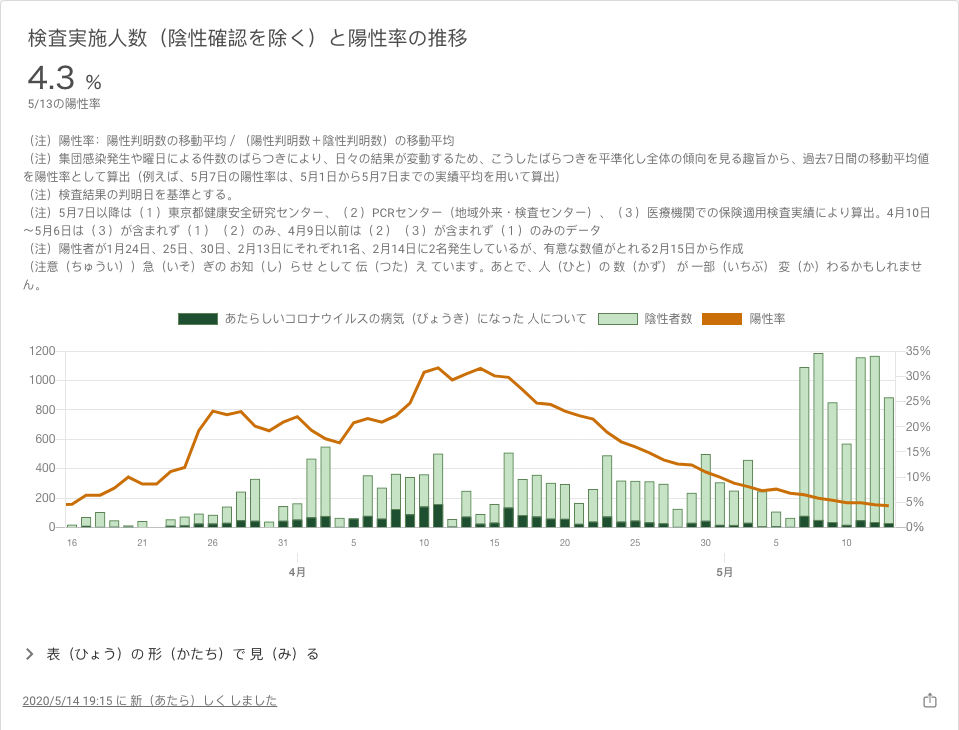 検査実施人数（陰性確認を除く）と陽性率の推移
4.3 %
5/13の陽性率
（注）陽性率：陽性判明数の移動平均 / （陽性判明数＋陰性判明数）の移動平均
（注）集団感染発生や曜日による件数のばらつきにより、日々の結果が変動するため、こうしたばらつきを平準化し全体の傾向を見る趣旨から、過去7日間の移動平均値
を陽性率として算出（例えば、5月7日の陽性率は、5月1日から5月7日までの実績平均を用いて算出）
（注）検査結果の判明日を基準とする。
（注）5月7日以降は（１）東京都健康安全研究センター、（２）PCRセンター（地域外来・検査センター）、（３）医療機関での保険適用検査実績により算出。4月10日
～5月6日は（３）が含まれず（１）（２）のみ、4月9日以前は（２）（３）が含まれず（１）のみのデータ
（注）陽性者が1月24日、25日、30日、2月13日にそれぞれ1名、2月14日に2名発生しているが、有意な数値がとれる2月15日から作成
（注意（ちゅうい））急（いそ）ぎの お知（し）らせ として 伝（つた）え ています。あとで、人（ひと）の 数（かず） が 一部（いちぶ） 変（か）わるかもしれませ
ん。
あたらしいコロナウイルスの病気（びょうき）になった 人について 陰性者数 陽性率
1200 35%
1000 30%
800 25%
600 20%
400 15%
200 10%
0 5%
0%
16 21 26 31 5 10 15 20 25 30 5 10
4月 5月
表（ひょう）の 形（かたち）で 見（み）る
2020/5/14 19:15 に 新（あたら）しく しました